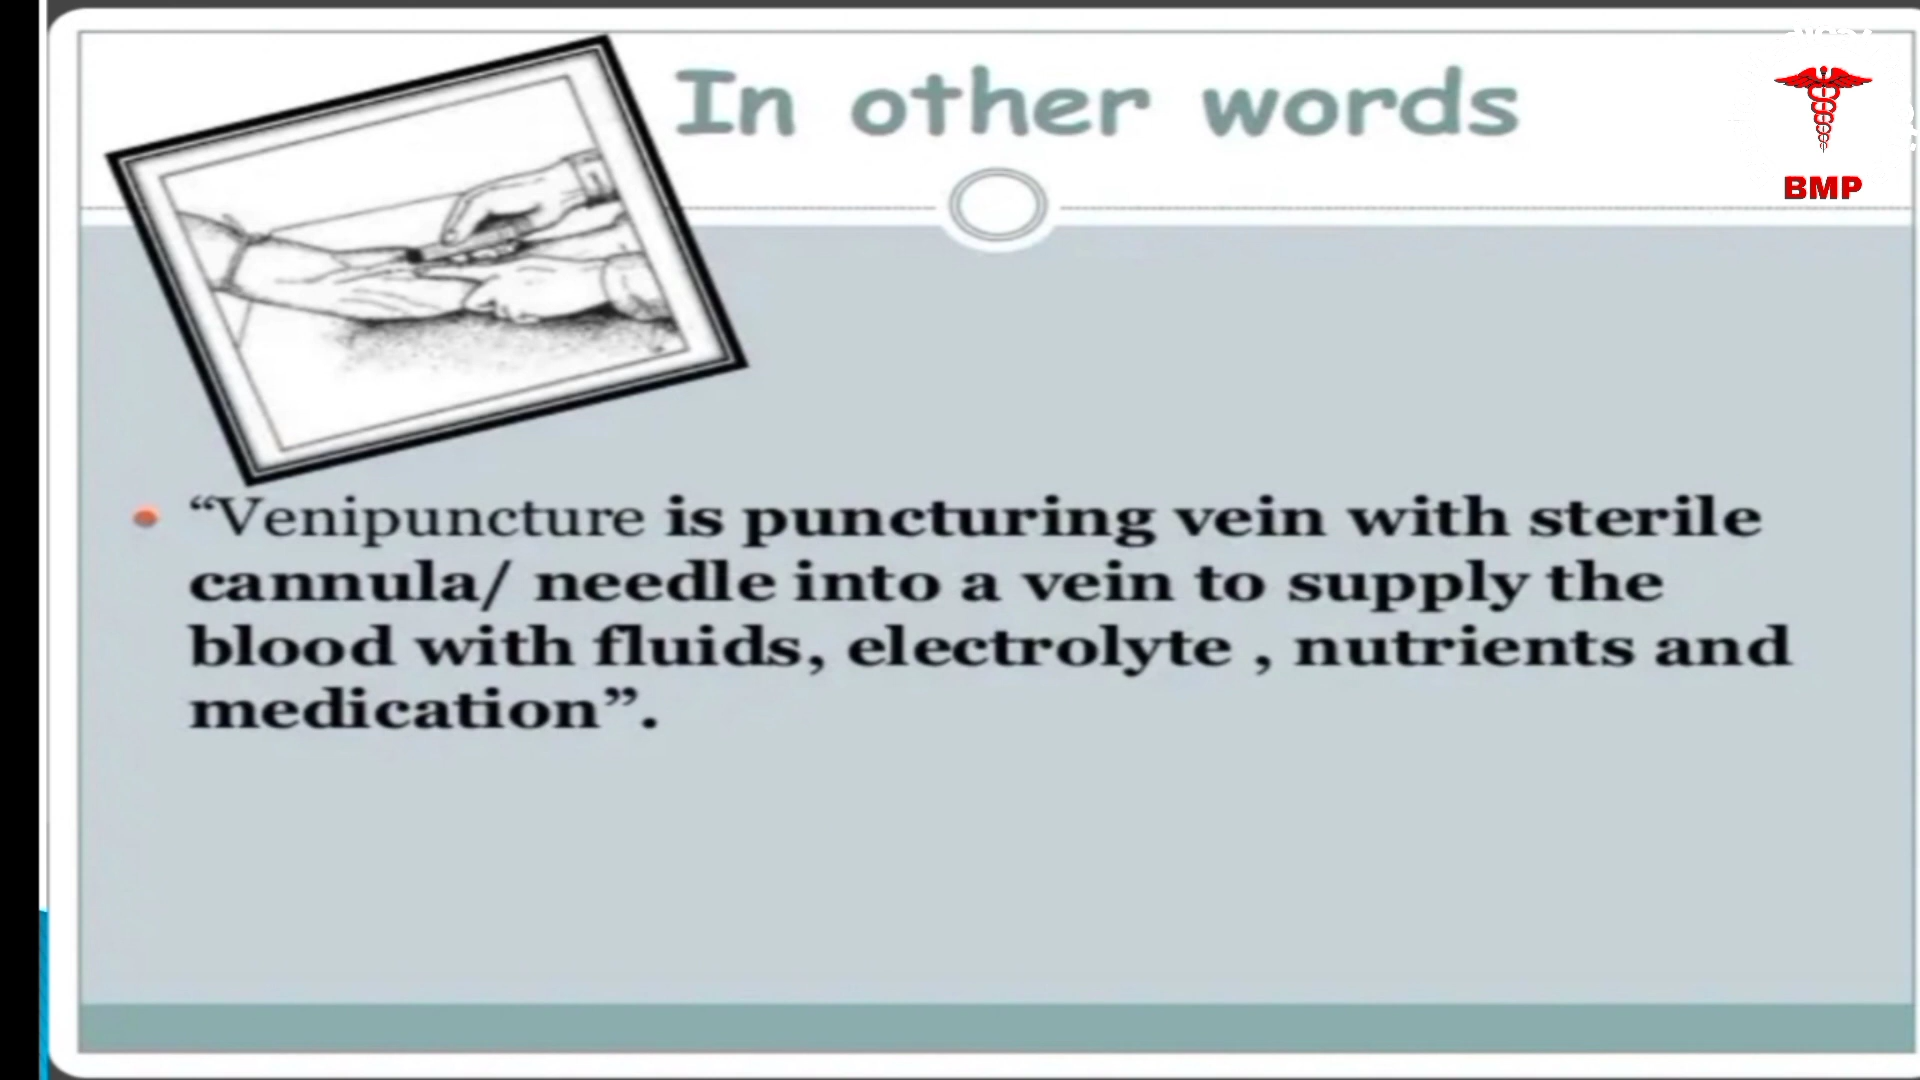 In other words
BMP
“Venipuncture is puncturing vein with sterile
cannula/ needle into a vein to supply the
blood with fluids, electrolyte , nutrients and
medication”.